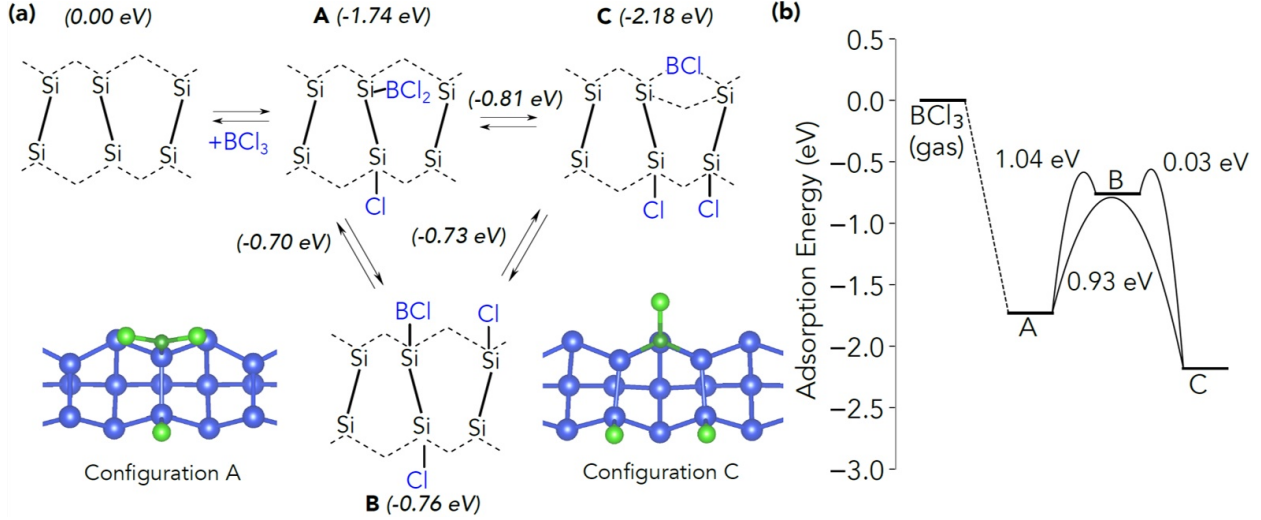 (a) (0.00 eV) A (-1.74 eV) C (-2.18 eV)
Si Si Si
Si Si Si
+BCl₃
Si Si–BCl₂ Si
Si Si Si
Cl
(-0.81 eV)
BCl
Si Si Si
Si Si Si
Cl Cl
(-0.70 eV) (-0.73 eV)
BCl Cl
Si Si Si
Si Si Si
Cl
B (-0.76 eV)
Configuration A
Configuration C
(b)
Adsorption Energy (eV)
0.5
0.0
−0.5
−1.0
−1.5
−2.0
−2.5
−3.0
BCl₃
(gas)
1.04 eV
B
0.03 eV
0.93 eV
A
C